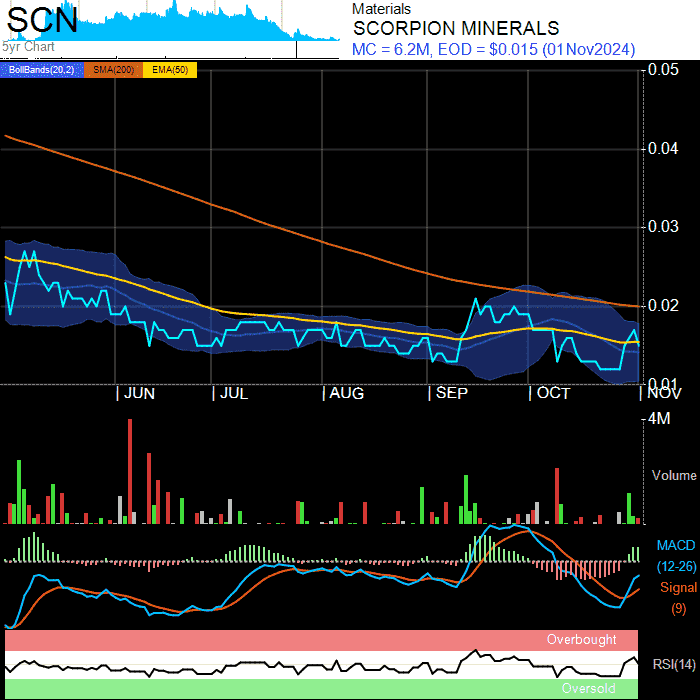 SCN
5yr Chart
Materials
SCORPION MINERALS
MC = 6.2M, EOD = $0.015 (01Nov2024)
BollBands(20,2) SMA(200) EMA(50)
0.05
0.04
0.03
0.02
0.01
| JUN | JUL | AUG | SEP | OCT NOV
4M
Volume
MACD
(12-26)
Signal
(9)
Overbought
RSI(14)
Oversold